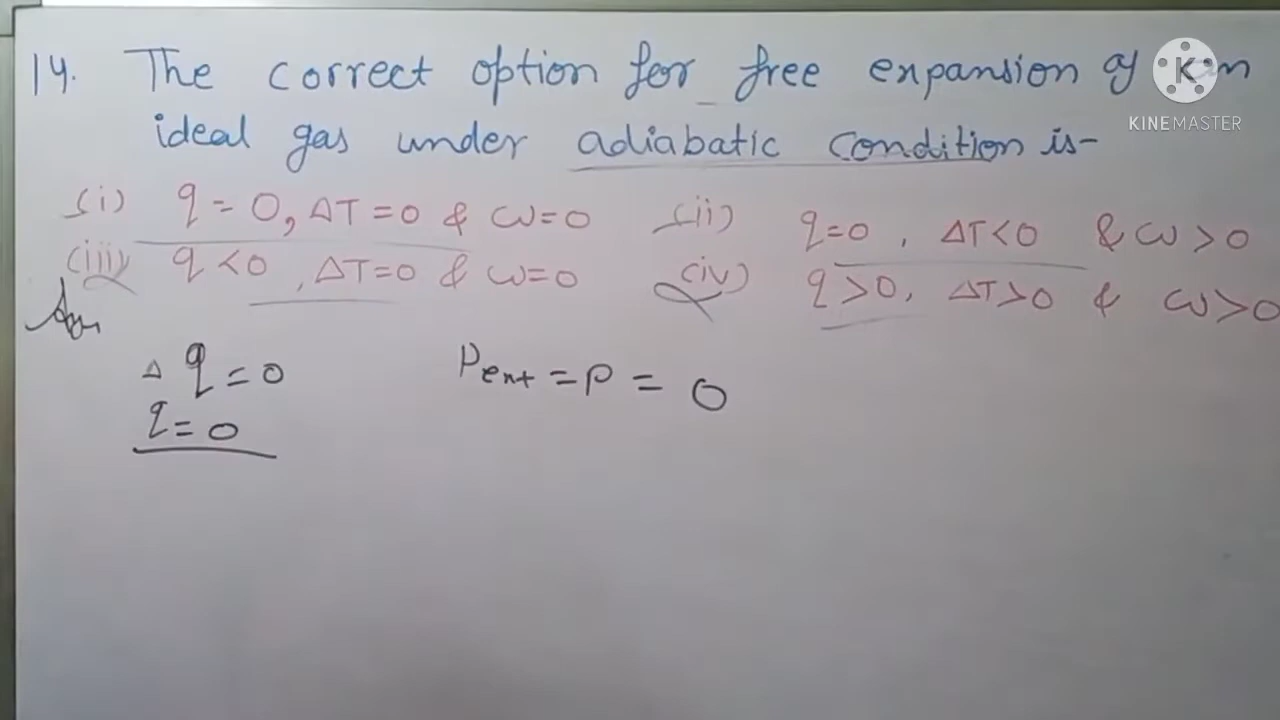 14. The correct option for free expansion of an
KINEMASTER
ideal gas under adiabatic condition is-
(i) q = 0, ΔT = 0 & w = 0 (ii) q = 0, ΔT < 0 & w > 0
(iii) q < 0, ΔT = 0 & w = 0 (iv) q > 0, ΔT > 0 & w > 0
Ans
Δ q = 0 Pext = P = 0
q = 0